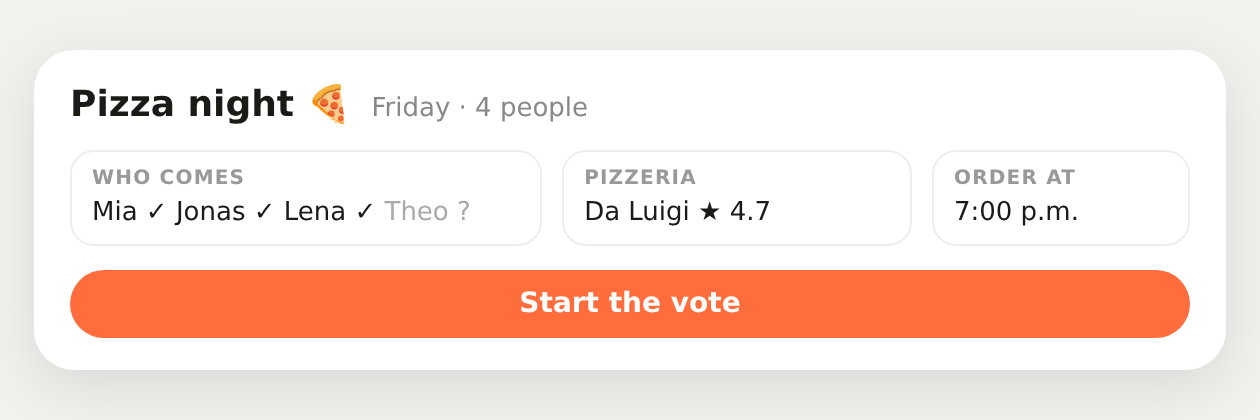 Pizza night 🍕 Friday · 4 people
WHO COMES
Mia ✓ Jonas ✓ Lena ✓ Theo ?
PIZZERIA
Da Luigi ★ 4.7
ORDER AT
7:00 p.m.
Start the vote